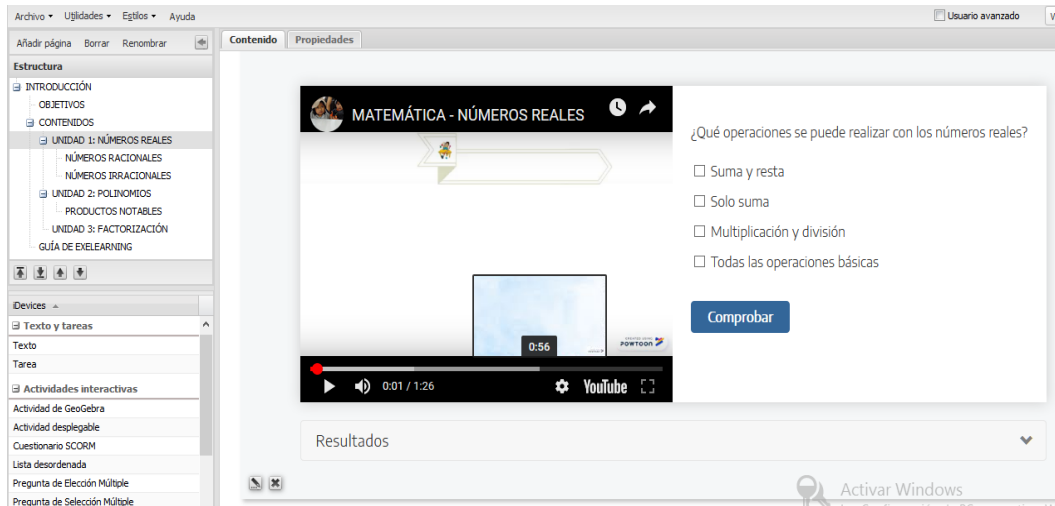 Archivo Utilidades Estilos Ayuda Usuario avanzado
Añadir página Borrar Renombrar
Contenido Propiedades
Estructura
INTRODUCCIÓN
OBJETIVOS
CONTENIDOS
UNIDAD 1: NÚMEROS REALES
NÚMEROS RACIONALES
NÚMEROS IRRACIONALES
UNIDAD 2: POLINOMIOS
PRODUCTOS NOTABLES
UNIDAD 3: FACTORIZACIÓN
GUÍA DE EXELEARNING
iDevices
Texto y tareas
Texto
Tarea
Actividades interactivas
Actividad de GeoGebra
Actividad desplegable
Cuestionario SCORM
Lista desordenada
Pregunta de Elección Múltiple
Pregunta de Selección Múltiple
MATEMÁTICA - NÚMEROS REALES
0:56
POWTOON
0:01 / 1:26
YouTube
¿Qué operaciones se puede realizar con los números reales?
Suma y resta
Solo suma
Multiplicación y división
Todas las operaciones básicas
Comprobar
Resultados
Activar Windows